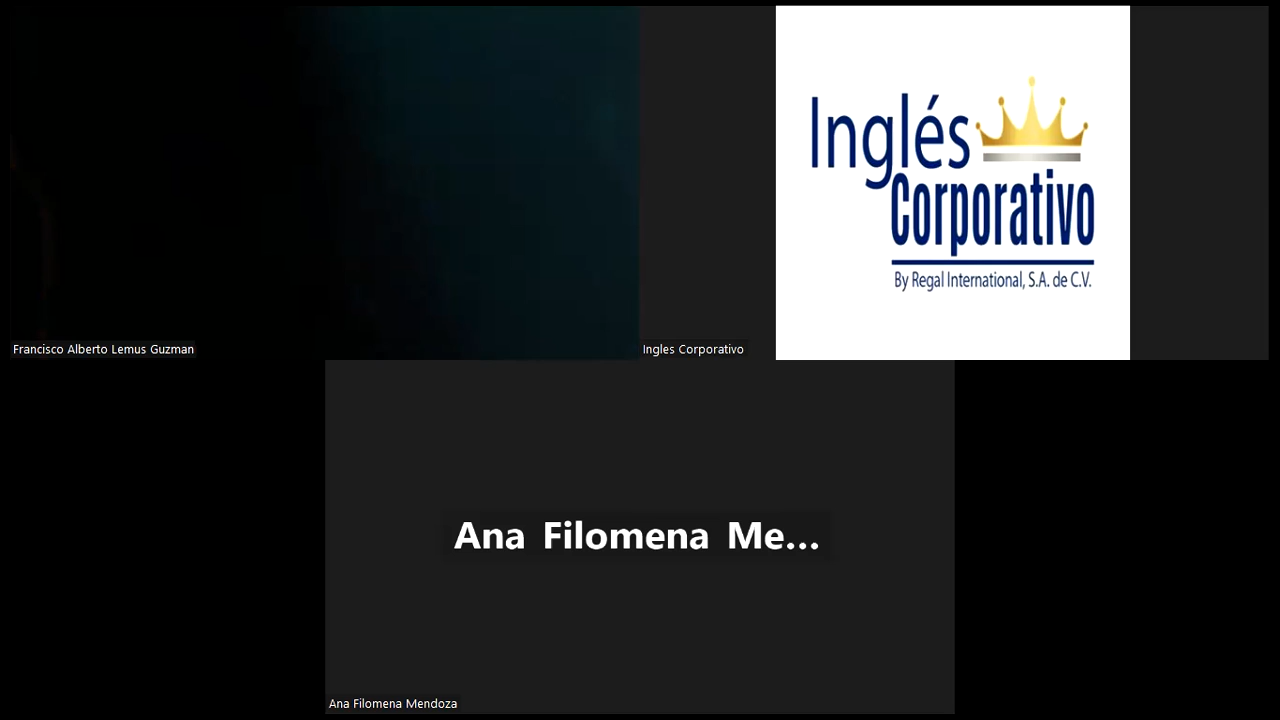 Inglés
Corporativo
By Regal International, S.A. de C.V.
Francisco Alberto Lemus Guzman
Ingles Corporativo
Ana Filomena Me...
Ana Filomena Mendoza